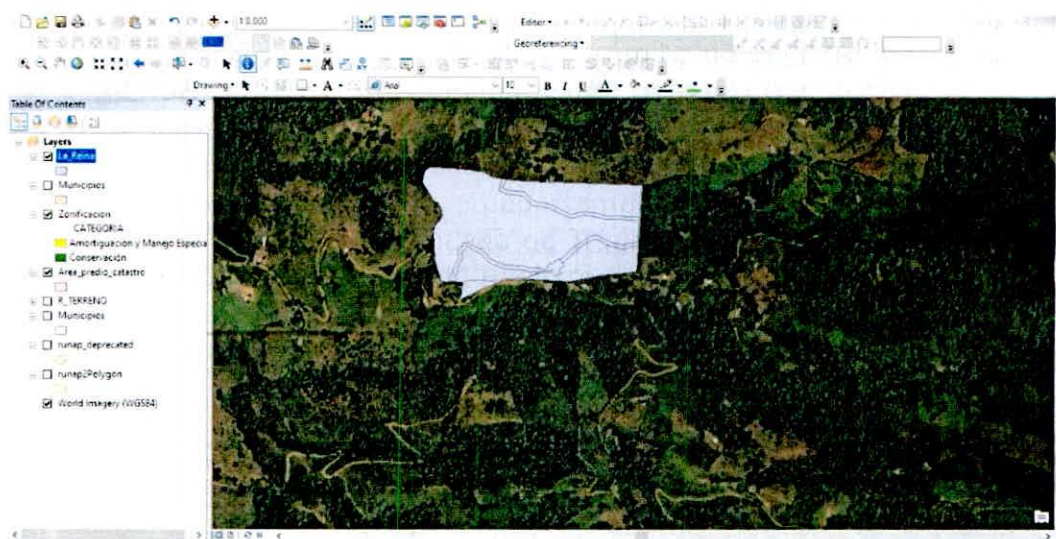 Editor
Georeferencing
Drawing
A
Arial
10
B I U A
Table Of Contents
Layers
La_Reina
Municipios
Zonificacion
CATEGORIA
Amortiguacion y Manejo Especia
Conservación
Area_predio_catastro
R_TERRENO
Municipios
runap_deprecated
runap2Polygon
World Imagery (WGS84)